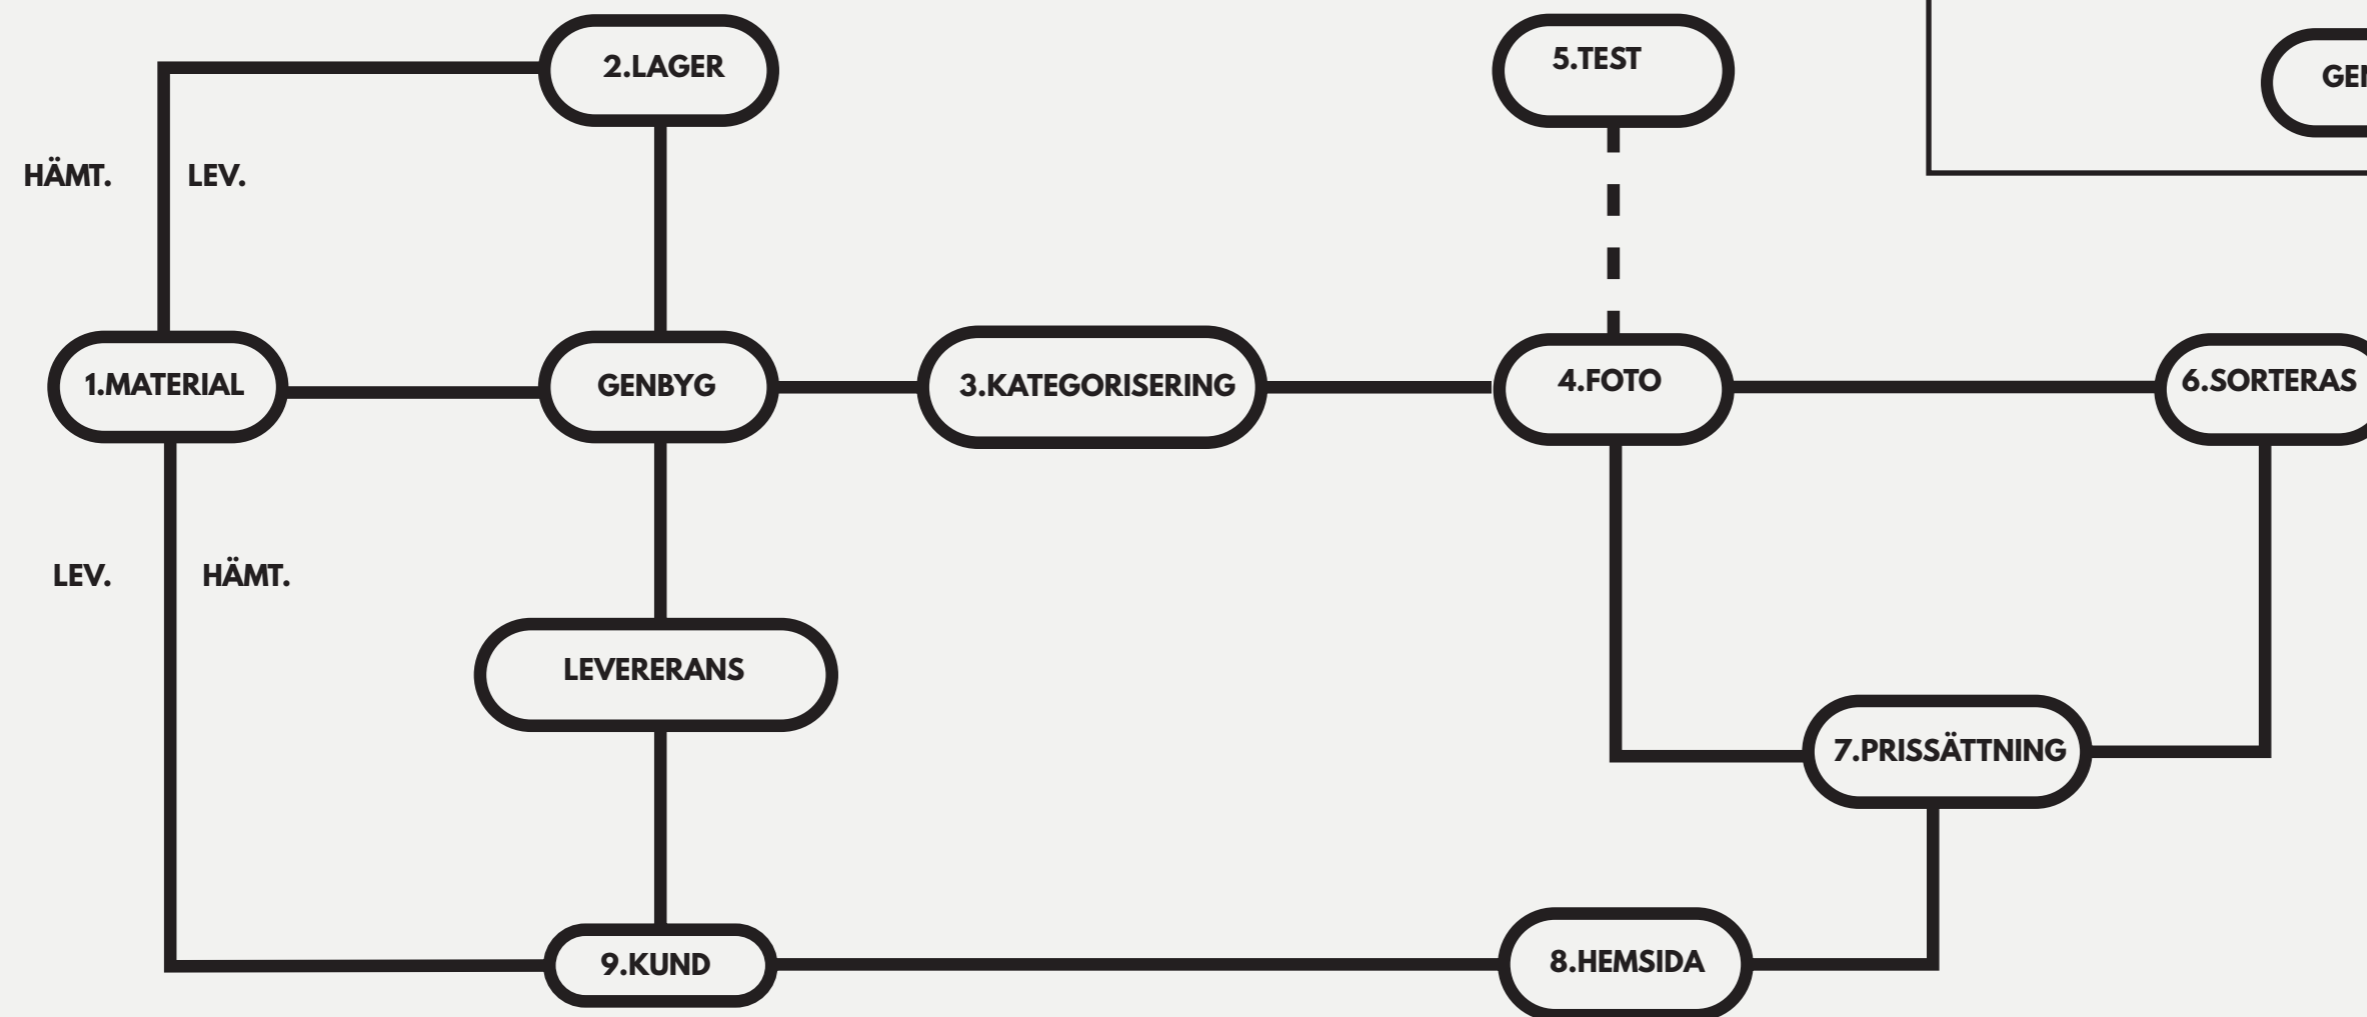 2.LAGER
5.TEST
HÄMT.
LEV.
1.MATERIAL
GENBYG
3.KATEGORISERING
4.FOTO
6.SORTERAS
LEV.
HÄMT.
LEVERERANS
7.PRISSÄTTNING
9.KUND
8.HEMSIDA